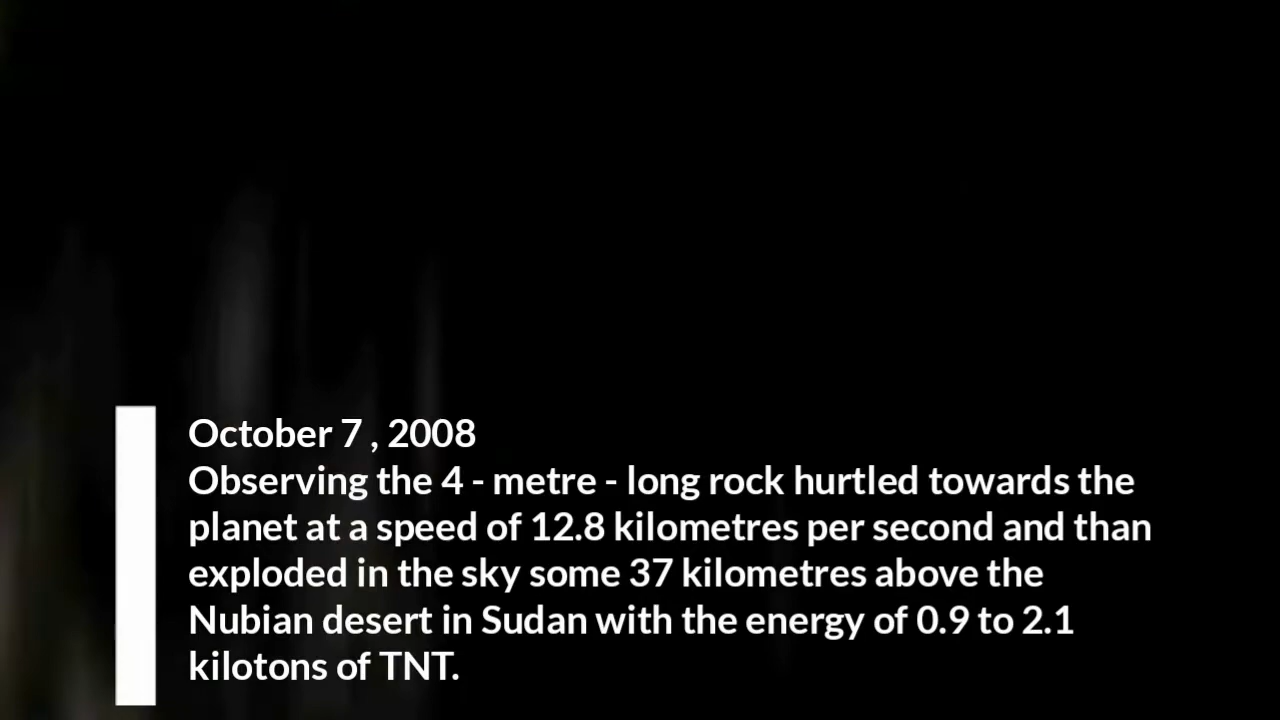 October 7 , 2008
Observing the 4 - metre - long rock hurtled towards the
planet at a speed of 12.8 kilometres per second and than
exploded in the sky some 37 kilometres above the
Nubian desert in Sudan with the energy of 0.9 to 2.1
kilotons of TNT.